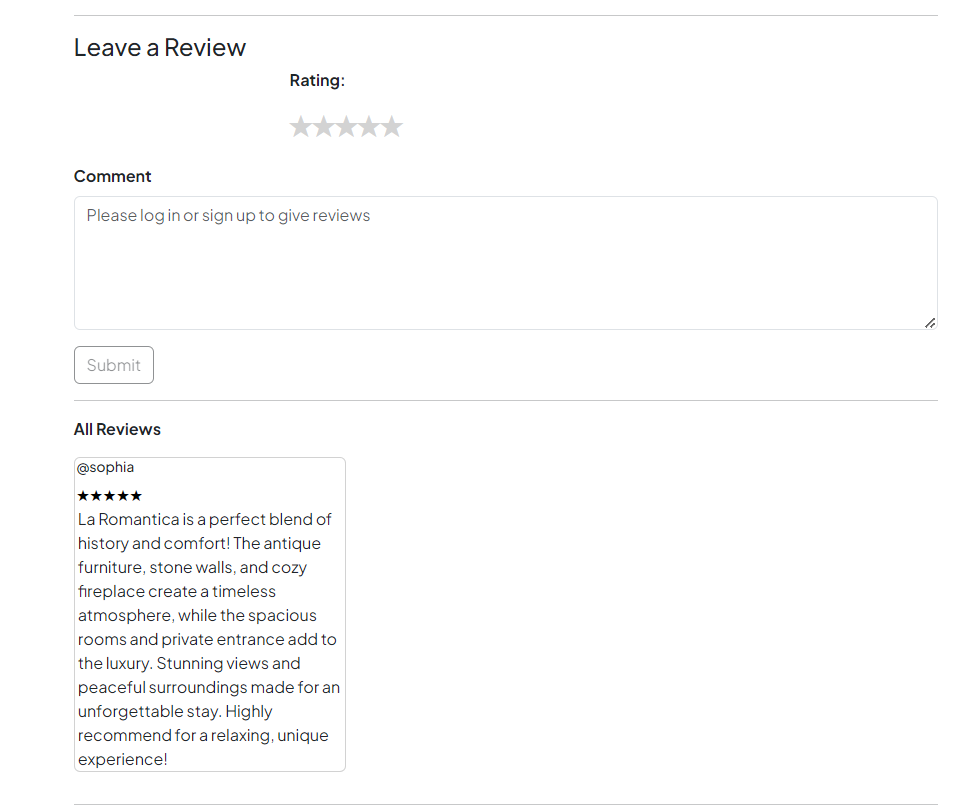 Leave a Review
Rating:
★★★★★
Comment
Please log in or sign up to give reviews
Submit
All Reviews
@sophia
★★★★★
La Romantica is a perfect blend of
history and comfort! The antique
furniture, stone walls, and cozy
fireplace create a timeless
atmosphere, while the spacious
rooms and private entrance add to
the luxury. Stunning views and
peaceful surroundings made for an
unforgettable stay. Highly
recommend for a relaxing, unique
experience!